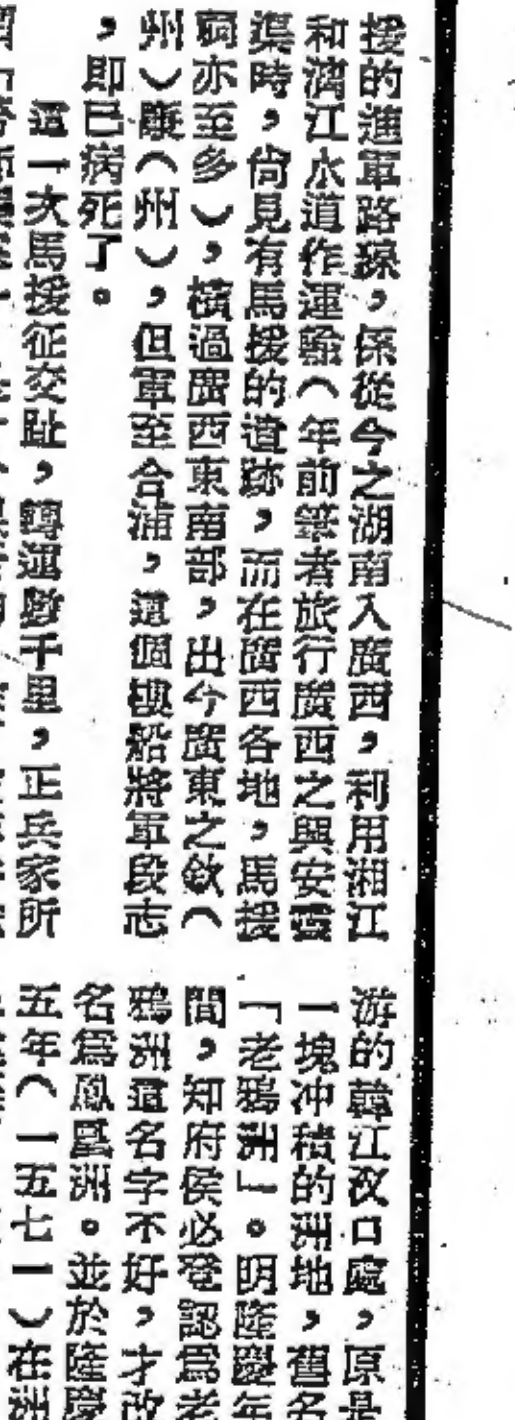 援的進軍路線，係從今之湖南入廣西，利用湘江
和灕江水道作運輸（年前筆者旅行廣西之興安靈
渠時，尙見有馬援的遺跡，而在廣西各地，馬援
祠亦至多），橫過廣西東南部，出今廣東之欽（
州）廉（州），但軍至合浦，這個樓船將軍段志
，即已病死了。
這一次馬援征交趾，轉運數千里，正兵家所
游的韓江汊口處，原是
一塊冲積的洲地，舊名
「老鴉洲」。明隆慶年
間，知府侯必登認爲老
鴉洲這名字不好，才改
名爲鳳凰洲。並於隆慶
五年（一五七一）在洲